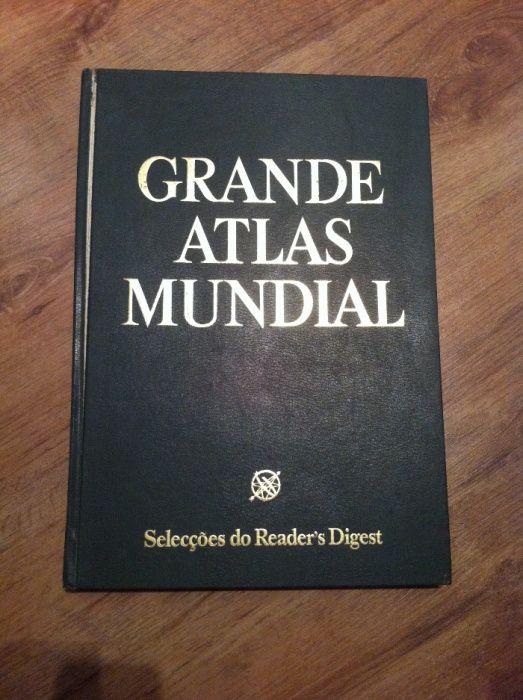 GRANDE
ATLAS
MUNDIAL
Selecções do Reader's Digest